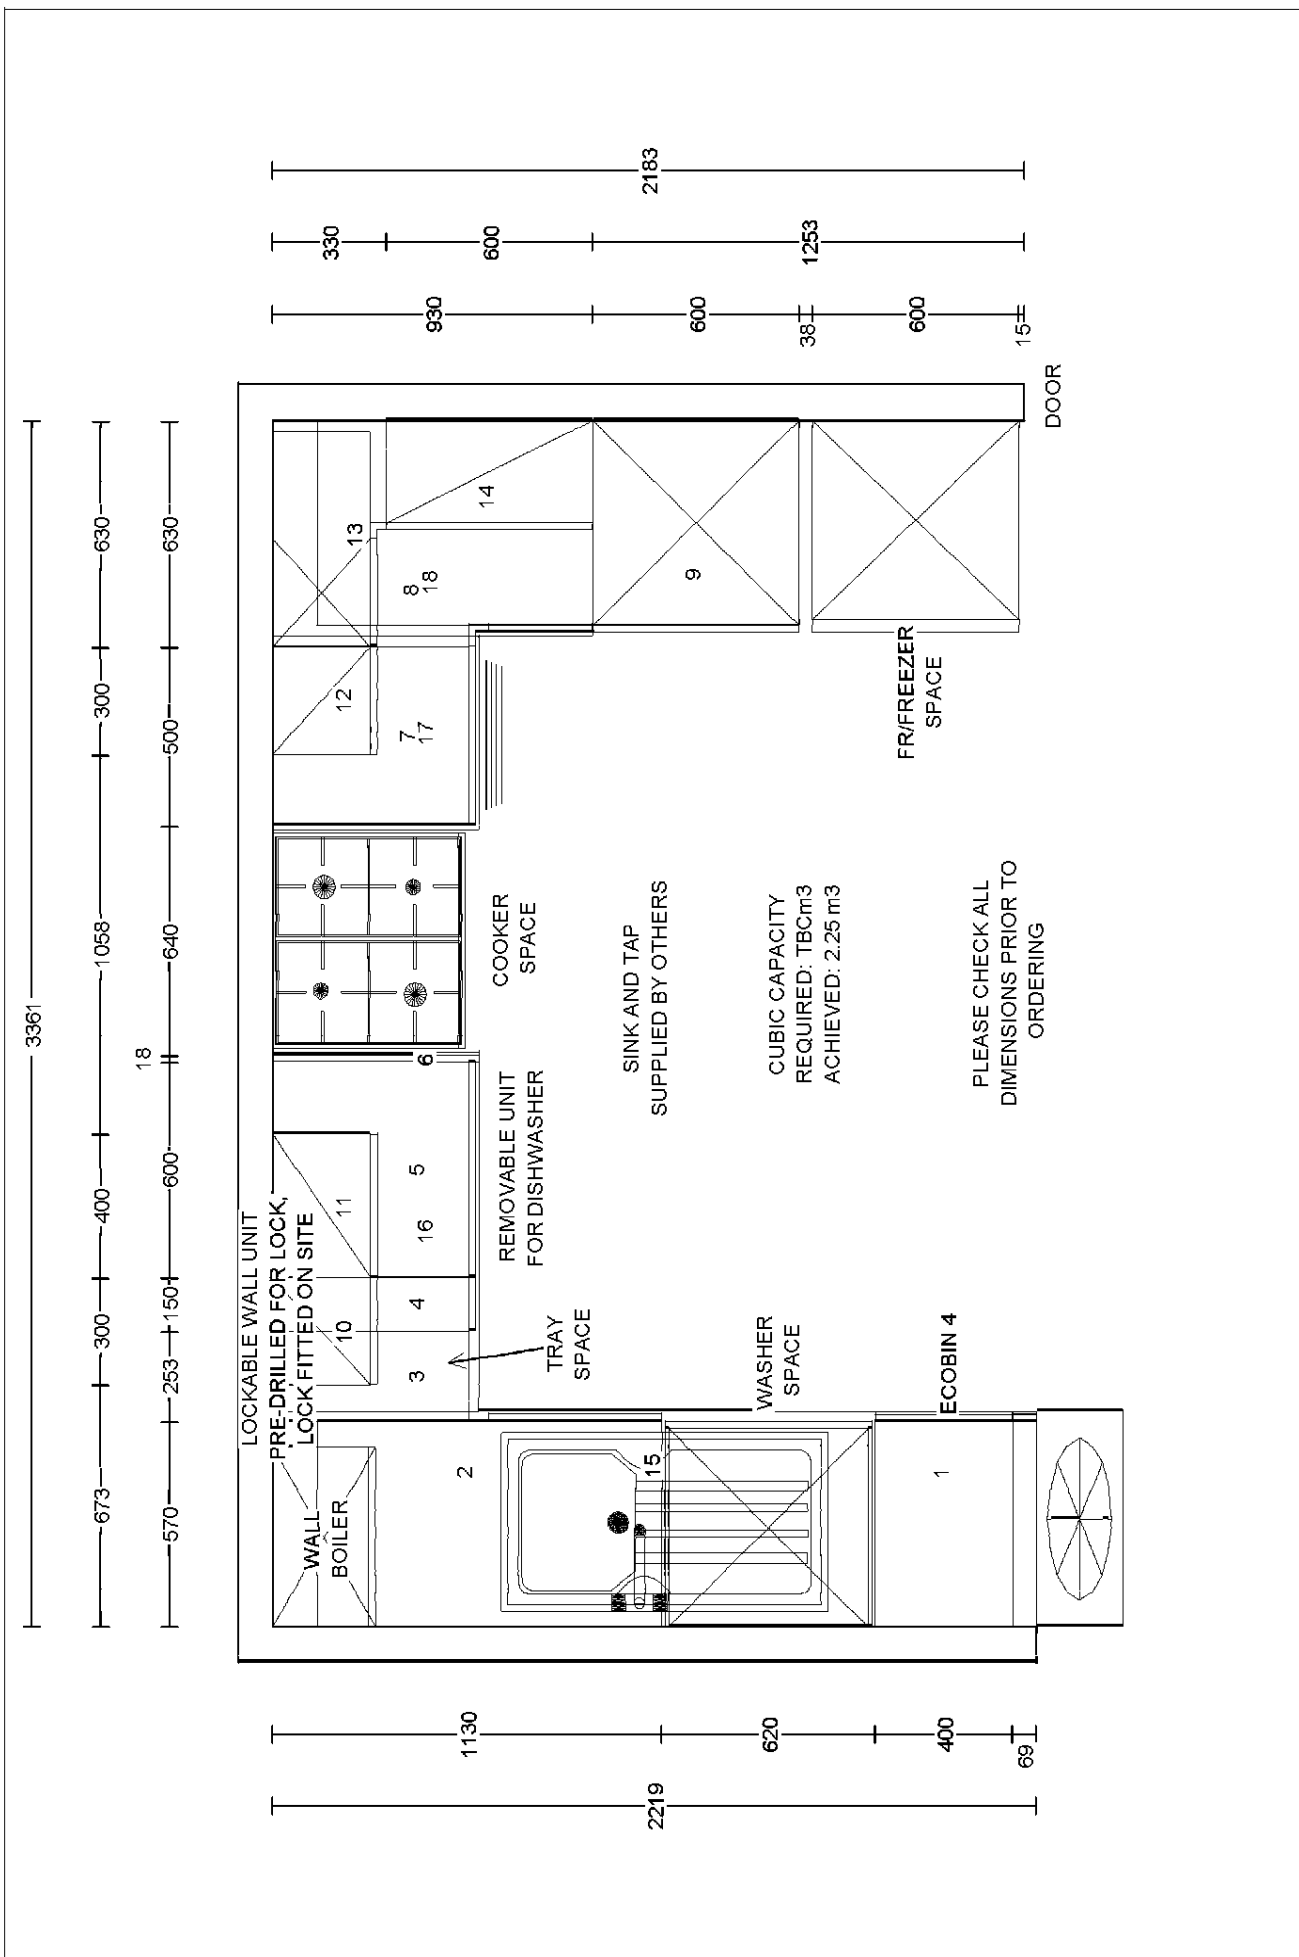 3361
673
300
400
1058
300
630
570
253
150
600
18
640
500
630
LOCKABLE WALL UNIT
PRE-DRILLED FOR LOCK,
LOCK FITTED ON SITE
WALL
BOILER
10
11
12
13
3
4
16
5
6
7
17
8
18
14
2
15
1
9
TRAY
SPACE
REMOVABLE UNIT
FOR DISHWASHER
COOKER
SPACE
WASHER
SPACE
SINK AND TAP
SUPPLIED BY OTHERS
CUBIC CAPACITY
REQUIRED: TBCm3
ACHIEVED: 2.25 m3
FR/FREEZER
SPACE
ECOBIN 4
PLEASE CHECK ALL
DIMENSIONS PRIOR TO
ORDERING
DOOR
1130
620
400
69
2219
930
600
38
600
15
330
600
1253
2183